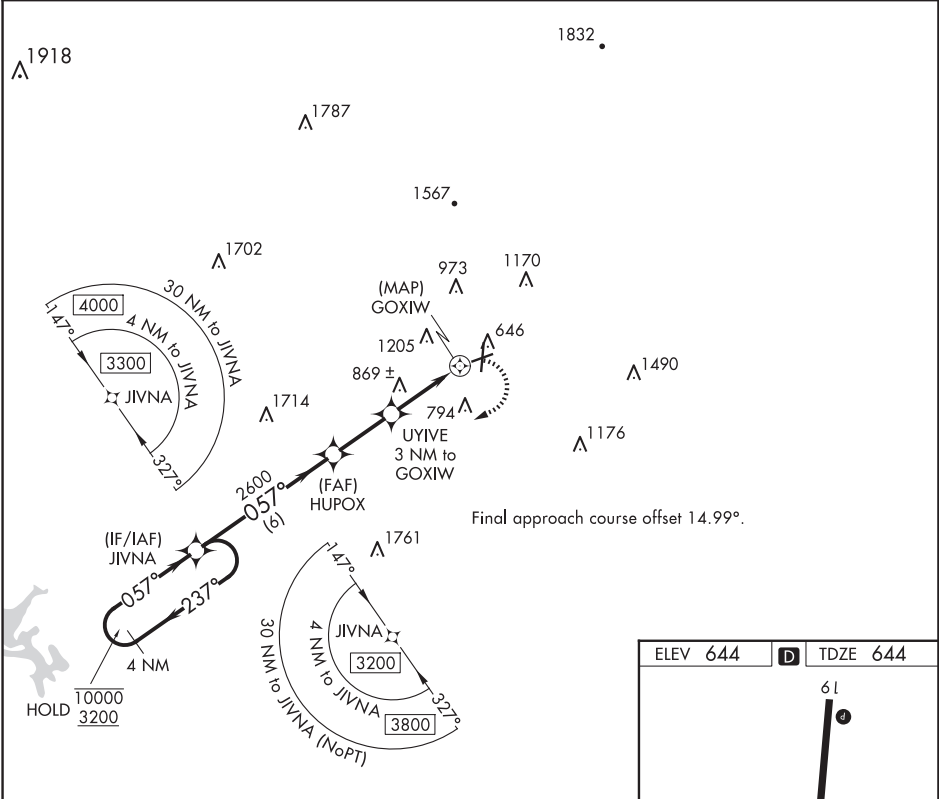 1832
1918
1787
1567
1702
973
1170
(MAP)
GOXIW
646
1205
1490
869 ±
794
UYIVE
3 NM to
GOXIW
1176
30 NM to JIVNA
4000
147°
4 NM to JIVNA
3300
JIVNA
327°
1714
2600
057°
(6)
(FAF)
HUPOX
Final approach course offset 14.99°.
(IF/IAF)
JIVNA
1761
057°
237°
4 NM
HOLD
10000
3200
147°
JIVNA
3200
4 NM to JIVNA
30 NM to JIVNA (NoPT)
327°
3800
ELEV 644
D
TDZE 644
19
P